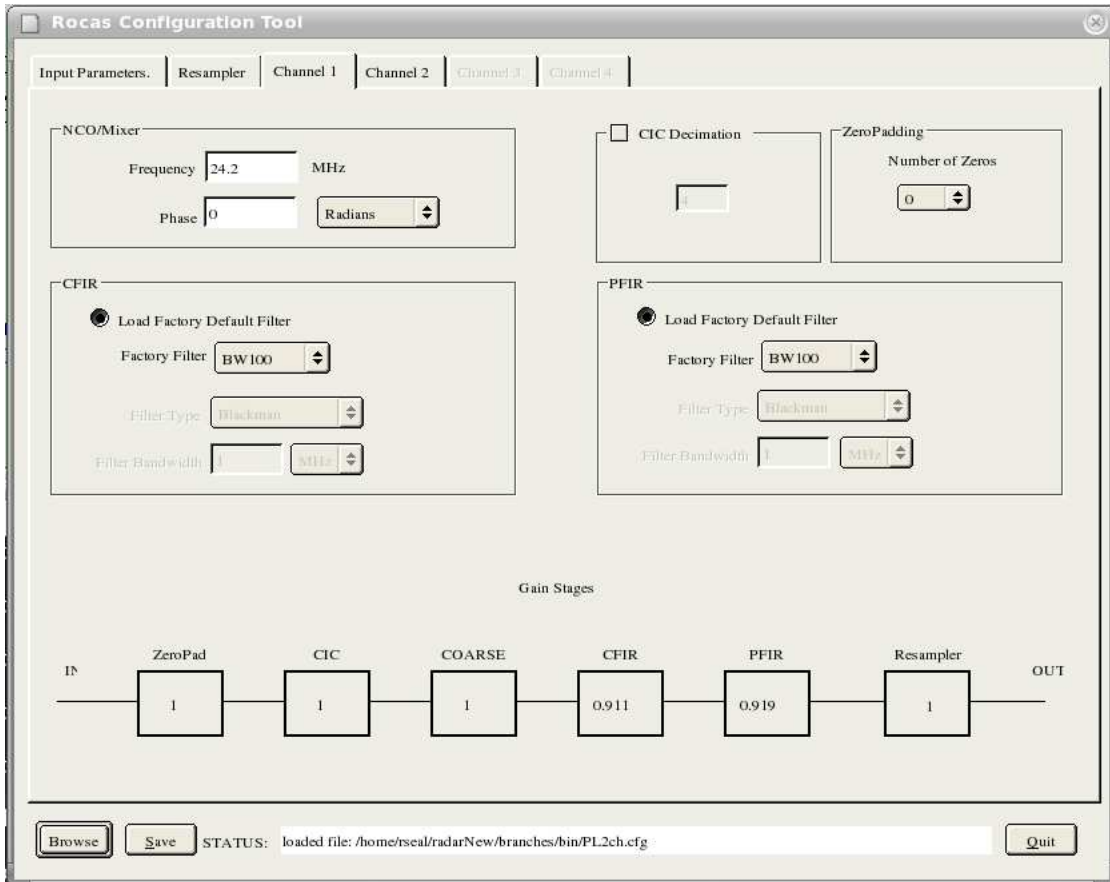 Rocas Configuration Tool
Input Parameters. Resampler Channel 1 Channel 2 Channel 3 Channel 4
NCO/Mixer
Frequency 24.2 MHz
Phase 0 Radians
CIC Decimation
4
ZeroPadding
Number of Zeros
0
CFIR
Load Factory Default Filter
Factory Filter BW100
Filter Type Blackman
Filter Bandwidth 1 MHz
PFIR
Load Factory Default Filter
Factory Filter BW100
Filter Type Blackman
Filter Bandwidth 1 MHz
Gain Stages
ZeroPad CIC COARSE CFIR PFIR Resampler
IN OUT
1 1 1 0.911 0.919 1
Browse Save STATUS: loaded file: /home/rseal/radarNew/branches/bin/PL2ch.cfg Quit